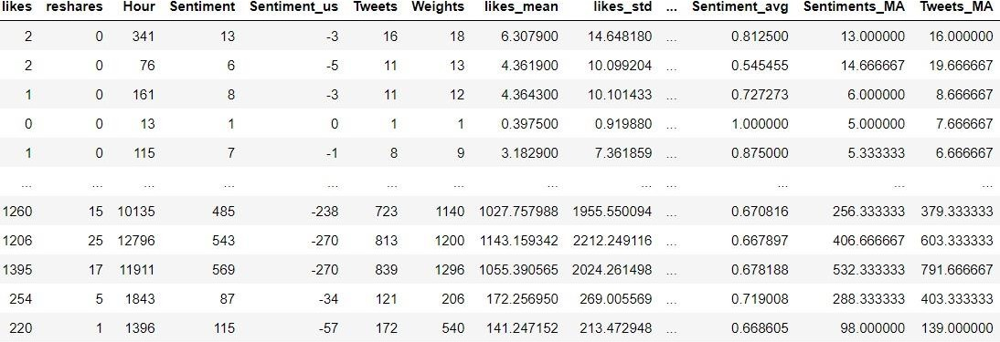 likes reshares Hour Sentiment Sentiment_us Tweets Weights likes_mean likes_std ... Sentiment_avg Sentiments_MA Tweets_MA
2 0 341 13 -3 16 18 6.307900 14.648180 ... 0.812500 13.000000 16.000000
2 0 76 6 -5 11 13 4.361900 10.099204 ... 0.545455 14.666667 19.666667
1 0 161 8 -3 11 12 4.364300 10.101433 ... 0.727273 6.000000 8.666667
0 0 13 1 0 1 1 0.397500 0.919880 ... 1.000000 5.000000 7.666667
1 0 115 7 -1 8 9 3.182900 7.361859 ... 0.875000 5.333333 6.666667
... ... ... ... ... ... ... ... ... ... ... ... ...
1260 15 10135 485 -238 723 1140 1027.757988 1955.550094 ... 0.670816 256.333333 379.333333
1206 25 12796 543 -270 813 1200 1143.159342 2212.249116 ... 0.667897 406.666667 603.333333
1395 17 11911 569 -270 839 1296 1055.390565 2024.261498 ... 0.678188 532.333333 791.666667
254 5 1843 87 -34 121 206 172.256950 269.005569 ... 0.719008 288.333333 403.333333
220 1 1396 115 -57 172 540 141.247152 213.472948 ... 0.668605 98.000000 139.000000